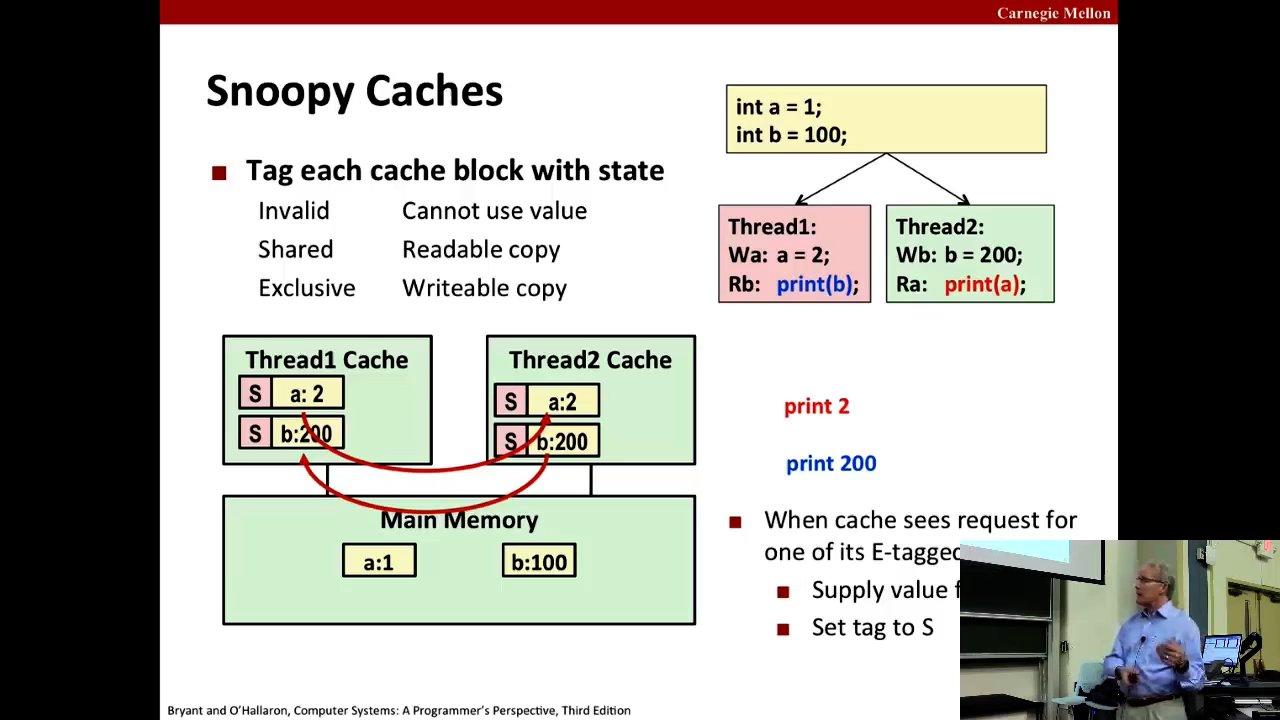 Carnegie Mellon
Snoopy Caches
Tag each cache block with state
Invalid Cannot use value
Shared Readable copy
Exclusive Writeable copy
int a = 1;
int b = 100;
Thread1:
Wa: a = 2;
Rb: print(b);
Thread2:
Wb: b = 200;
Ra: print(a);
Thread1 Cache
S a: 2
S b:200
Thread2 Cache
S a:2
S b:200
Main Memory
a:1 b:100
print 2
print 200
When cache sees request for
one of its E-tagged
Supply value
Set tag to S
Bryant and O'Hallaron, Computer Systems: A Programmer's Perspective, Third Edition